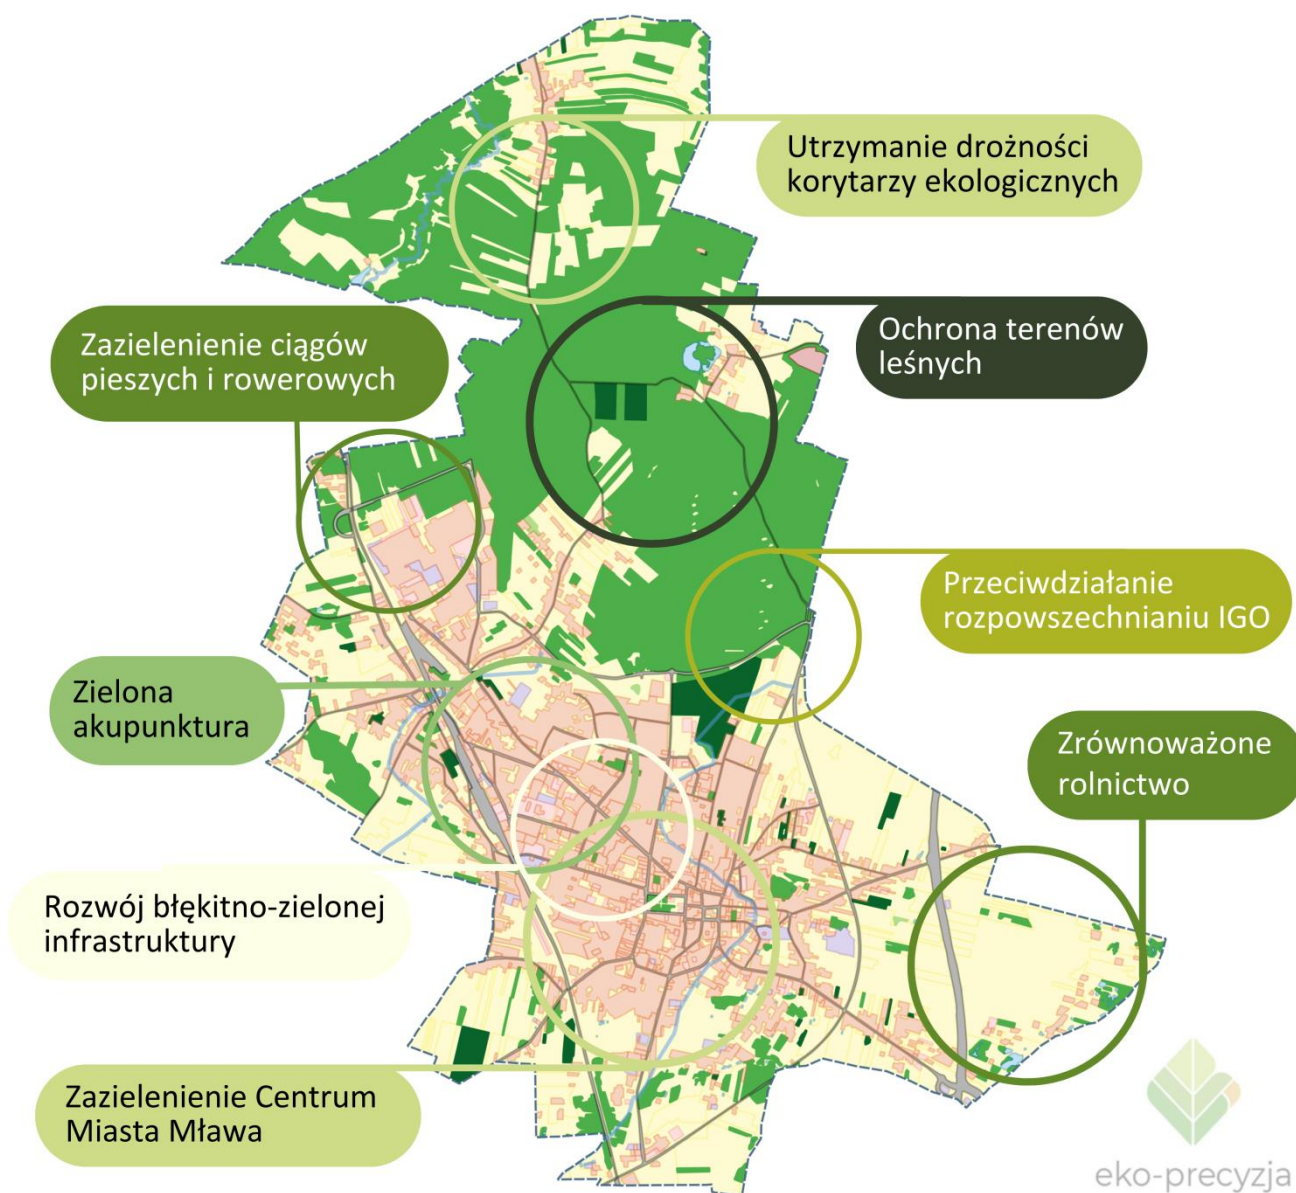 Utrzymanie drożności
korytarzy ekologicznych
Ochrona terenów
leśnych
Zazielenienie ciągów
pieszych i rowerowych
Przeciwdziałanie
rozpowszechnianiu IGO
Zielona
akupunktura
Zrównoważone
rolnictwo
Rozwój błękitno-zielonej
infrastruktury
Zazielenienie Centrum
Miasta Mława
eko-precyzja